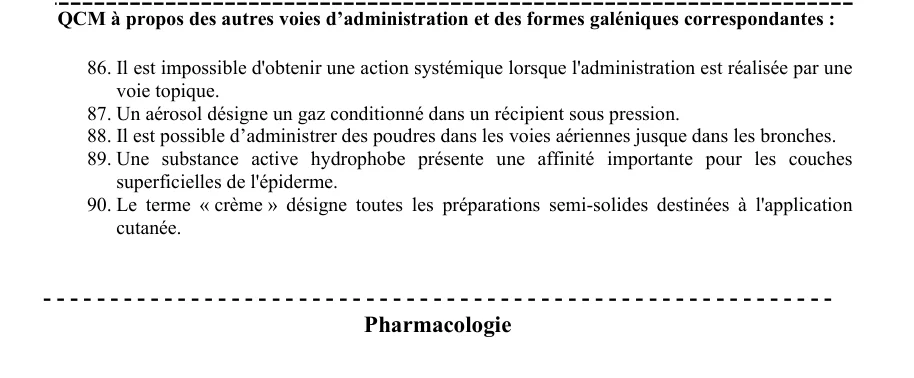 QCM à propos des autres voies d’administration et des formes galéniques correspondantes :
86. Il est impossible d'obtenir une action systémique lorsque l'administration est réalisée par une
voie topique.
87. Un aérosol désigne un gaz conditionné dans un récipient sous pression.
88. Il est possible d’administrer des poudres dans les voies aériennes jusque dans les bronches.
89. Une substance active hydrophobe présente une affinité importante pour les couches
superficielles de l'épiderme.
90. Le terme « crème » désigne toutes les préparations semi-solides destinées à l'application
cutanée.
Pharmacologie